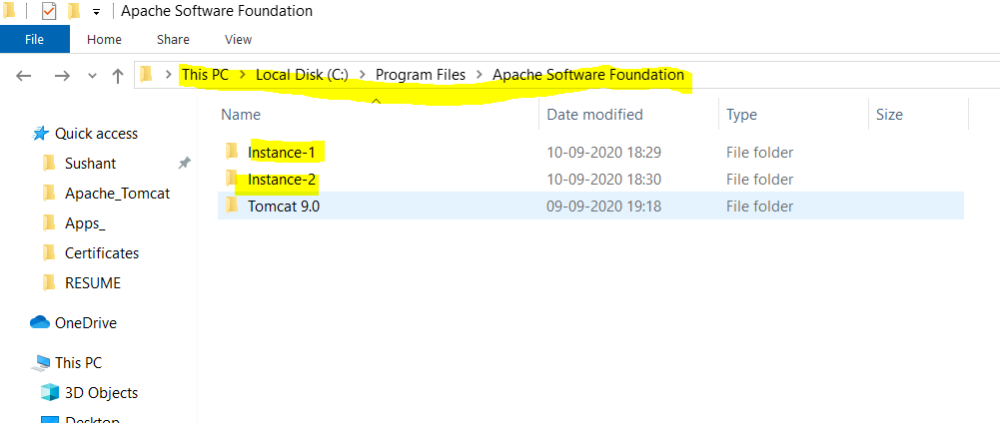 Apache Software Foundation
File Home Share View
This PC Local Disk (C:) Program Files Apache Software Foundation
Name Date modified Type Size
Quick access
Sushant
Apache_Tomcat
Apps_
Certificates
RESUME
OneDrive
This PC
3D Objects
Desktop
Instance-1 10-09-2020 18:29 File folder
Instance-2 10-09-2020 18:30 File folder
Tomcat 9.0 09-09-2020 19:18 File folder